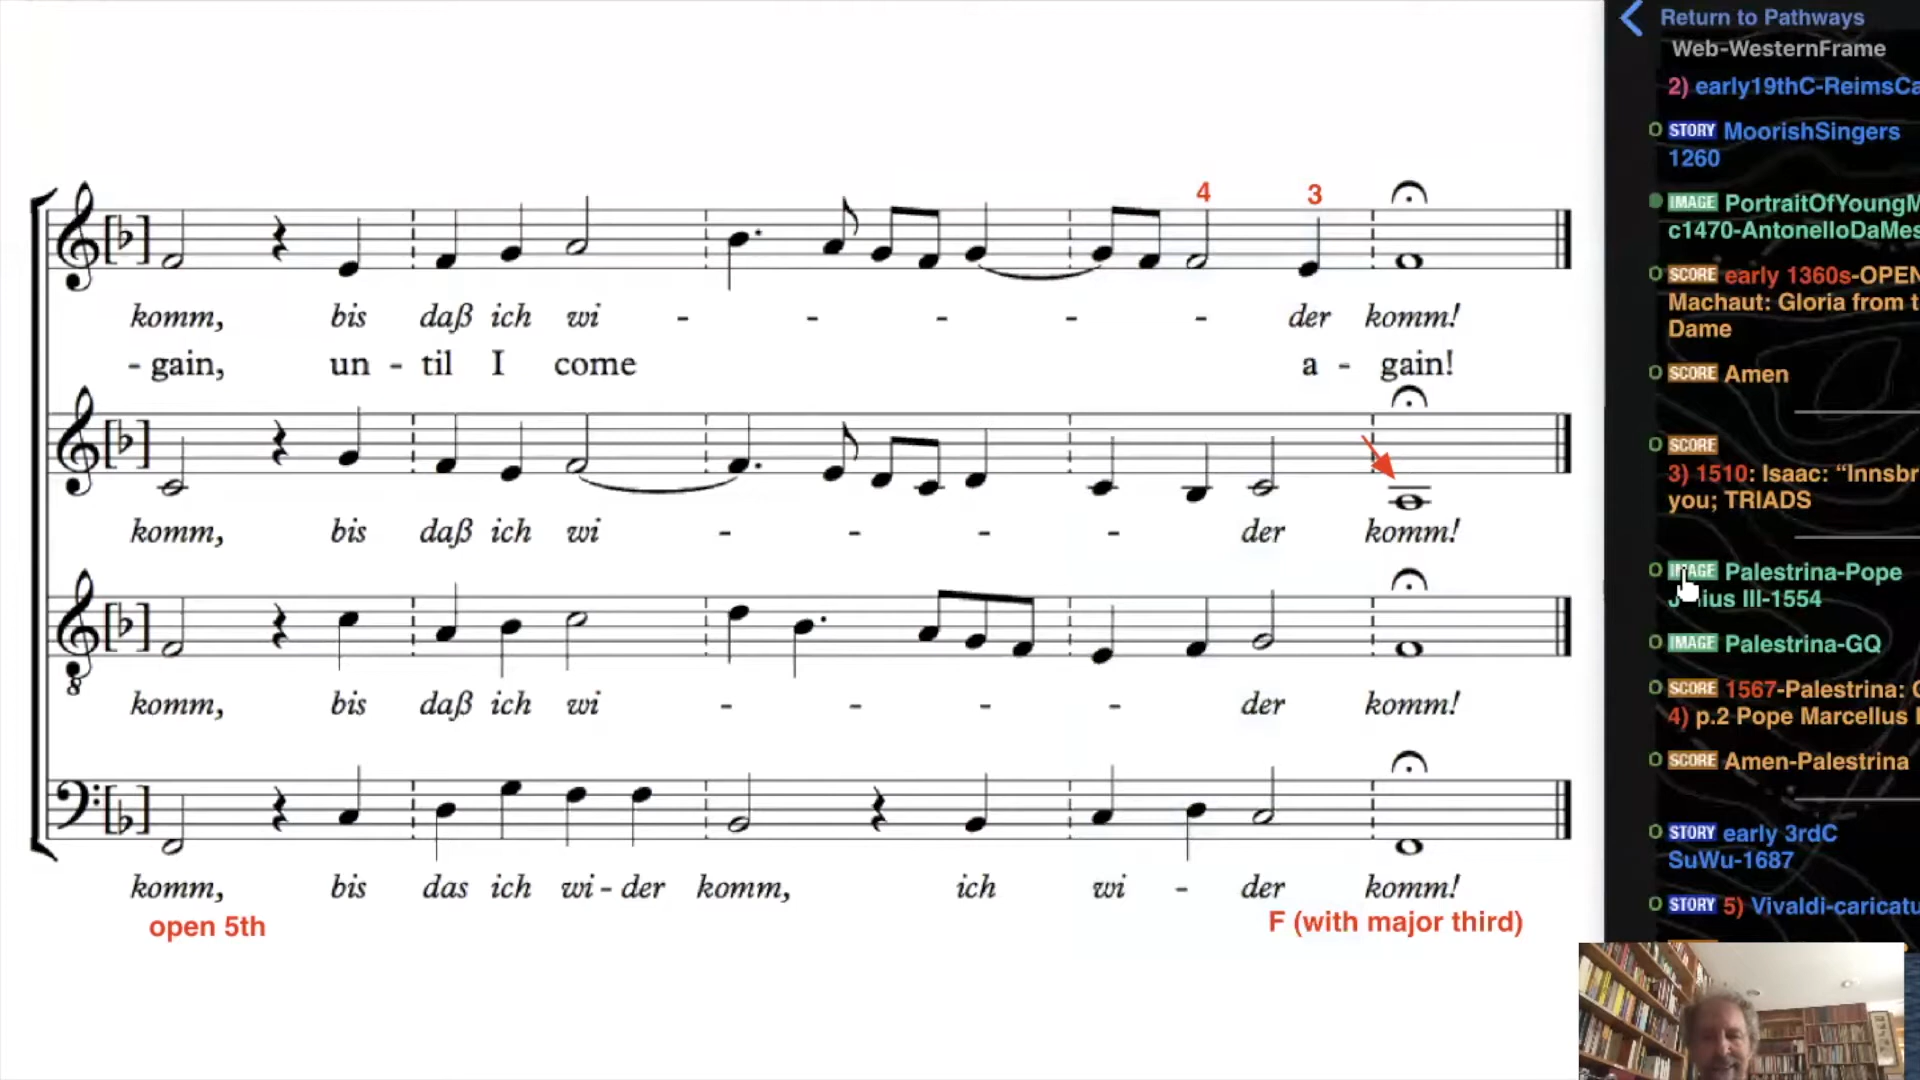 4 3
komm, bis daß ich wi - - - - - der komm!
- gain, un - til I come a - gain!
komm, bis daß ich wi - - - - der komm!
8
komm, bis daß ich wi - - - - der komm!
komm, bis das ich wi - der komm, ich wi - der komm!
open 5th
F (with major third)
Return to Pathways
Web-WesternFrame
2) early19thC-ReimsCa
STORY MoorishSingers
1260
IMAGE PortraitOfYoungM
c1470-AntonelloDaMes
SCORE early 1360s-OPEN
Machaut: Gloria from t
Dame
SCORE Amen
SCORE
3) 1510: Isaac: “Innsbr
you; TRIADS
IMAGE Palestrina-Pope
Julius III-1554
IMAGE Palestrina-GQ
SCORE 1567-Palestrina:
4) p.2 Pope Marcellus
SCORE Amen-Palestrina
STORY early 3rdC
SuWu-1687
STORY 5) Vivaldi-caricatu